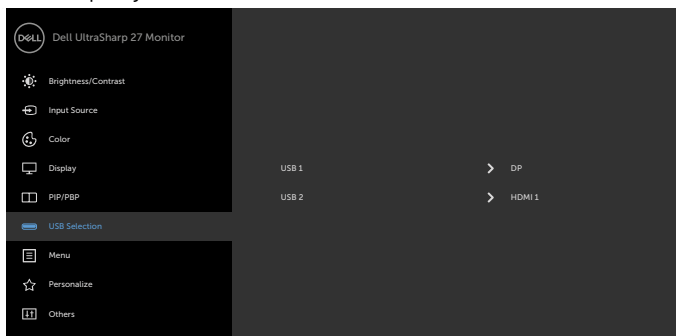 DELL Dell UltraSharp 27 Monitor
Brightness/Contrast
Input Source
Color
Display USB 1 DP
PIP/PBP USB 2 HDMI 1
USB Selection
Menu
Personalize
Others